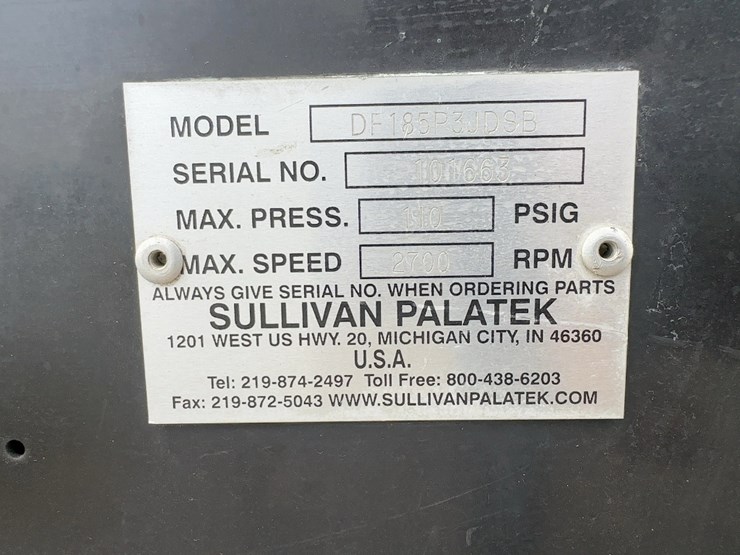 MODEL DF185P3JDSB
SERIAL NO. 101663
MAX. PRESS. 110 PSIG
MAX. SPEED 2700 RPM
ALWAYS GIVE SERIAL NO. WHEN ORDERING PARTS
SULLIVAN PALATEK
1201 WEST US HWY. 20, MICHIGAN CITY, IN 46360
U.S.A.
Tel: 219-874-2497 Toll Free: 800-438-6203
Fax: 219-872-5043 WWW.SULLIVANPALATEK.COM